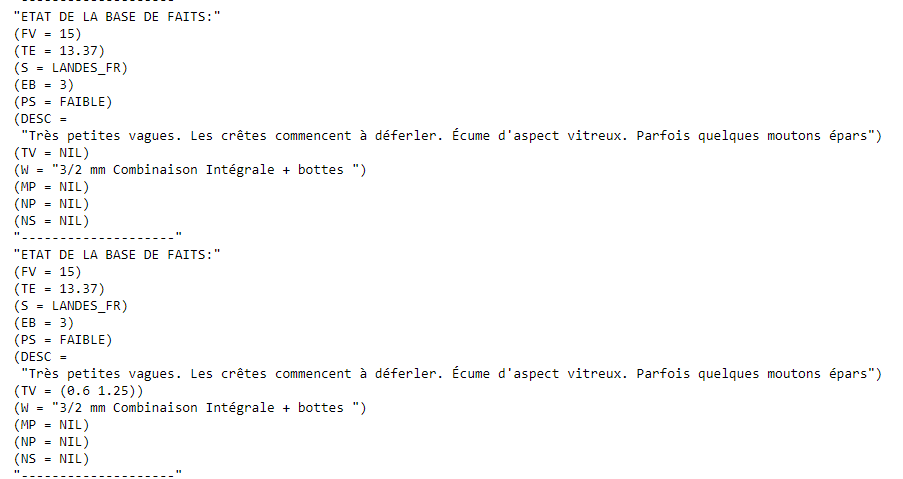 "--------------------"
"ETAT DE LA BASE DE FAITS:"
(FV = 15)
(TE = 13.37)
(S = LANDES_FR)
(EB = 3)
(PS = FAIBLE)
(DESC =
"Très petites vagues. Les crêtes commencent à déferler. Écume d'aspect vitreux. Parfois quelques moutons épars")
(TV = NIL)
(W = "3/2 mm Combinaison Intégrale + bottes ")
(MP = NIL)
(NP = NIL)
(NS = NIL)
"--------------------"
"ETAT DE LA BASE DE FAITS:"
(FV = 15)
(TE = 13.37)
(S = LANDES_FR)
(EB = 3)
(PS = FAIBLE)
(DESC =
"Très petites vagues. Les crêtes commencent à déferler. Écume d'aspect vitreux. Parfois quelques moutons épars")
(TV = (0.6 1.25))
(W = "3/2 mm Combinaison Intégrale + bottes ")
(MP = NIL)
(NP = NIL)
(NS = NIL)
"--------------------"